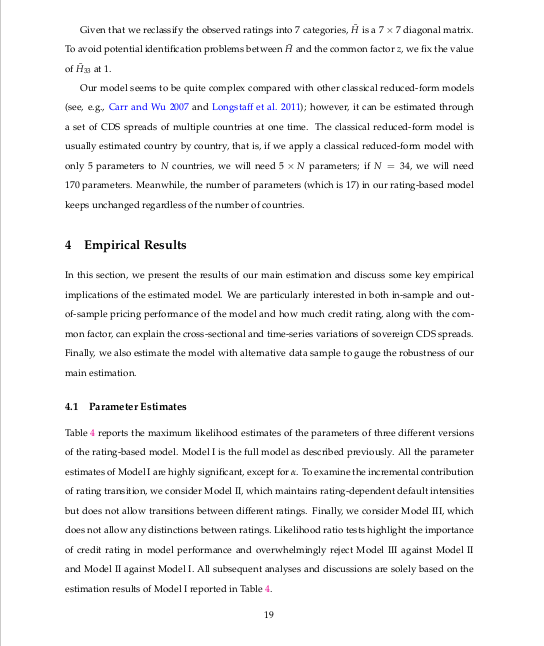 Given that we reclassify the observed ratings into 7 categories, H̃ is a 7 × 7 diagonal matrix.
To avoid potential identification problems between H̃ and the common factor z, we fix the value
of H̃33 at 1.
Our model seems to be quite complex compared with other classical reduced-form models
(see, e.g., Carr and Wu 2007 and Longstaff et al. 2011); however, it can be estimated through
a set of CDS spreads of multiple countries at one time. The classical reduced-form model is
usually estimated country by country, that is, if we apply a classical reduced-form model with
only 5 parameters to N countries, we will need 5 × N parameters; if N = 34, we will need
170 parameters. Meanwhile, the number of parameters (which is 17) in our rating-based model
keeps unchanged regardless of the number of countries.
4 Empirical Results
In this section, we present the results of our main estimation and discuss some key empirical
implications of the estimated model. We are particularly interested in both in-sample and out-
of-sample pricing performance of the model and how much credit rating, along with the com-
mon factor, can explain the cross-sectional and time-series variations of sovereign CDS spreads.
Finally, we also estimate the model with alternative data sample to gauge the robustness of our
main estimation.
4.1 Parameter Estimates
Table 4 reports the maximum likelihood estimates of the parameters of three different versions
of the rating-based model. Model I is the full model as described previously. All the parameter
estimates of Model I are highly significant, except for α. To examine the incremental contribution
of rating transition, we consider Model II, which maintains rating-dependent default intensities
but does not allow transitions between different ratings. Finally, we consider Model III, which
does not allow any distinctions between ratings. Likelihood ratio tests highlight the importance
of credit rating in model performance and overwhelmingly reject Model III against Model II
and Model II against Model I. All subsequent analyses and discussions are solely based on the
estimation results of Model I reported in Table 4.
19